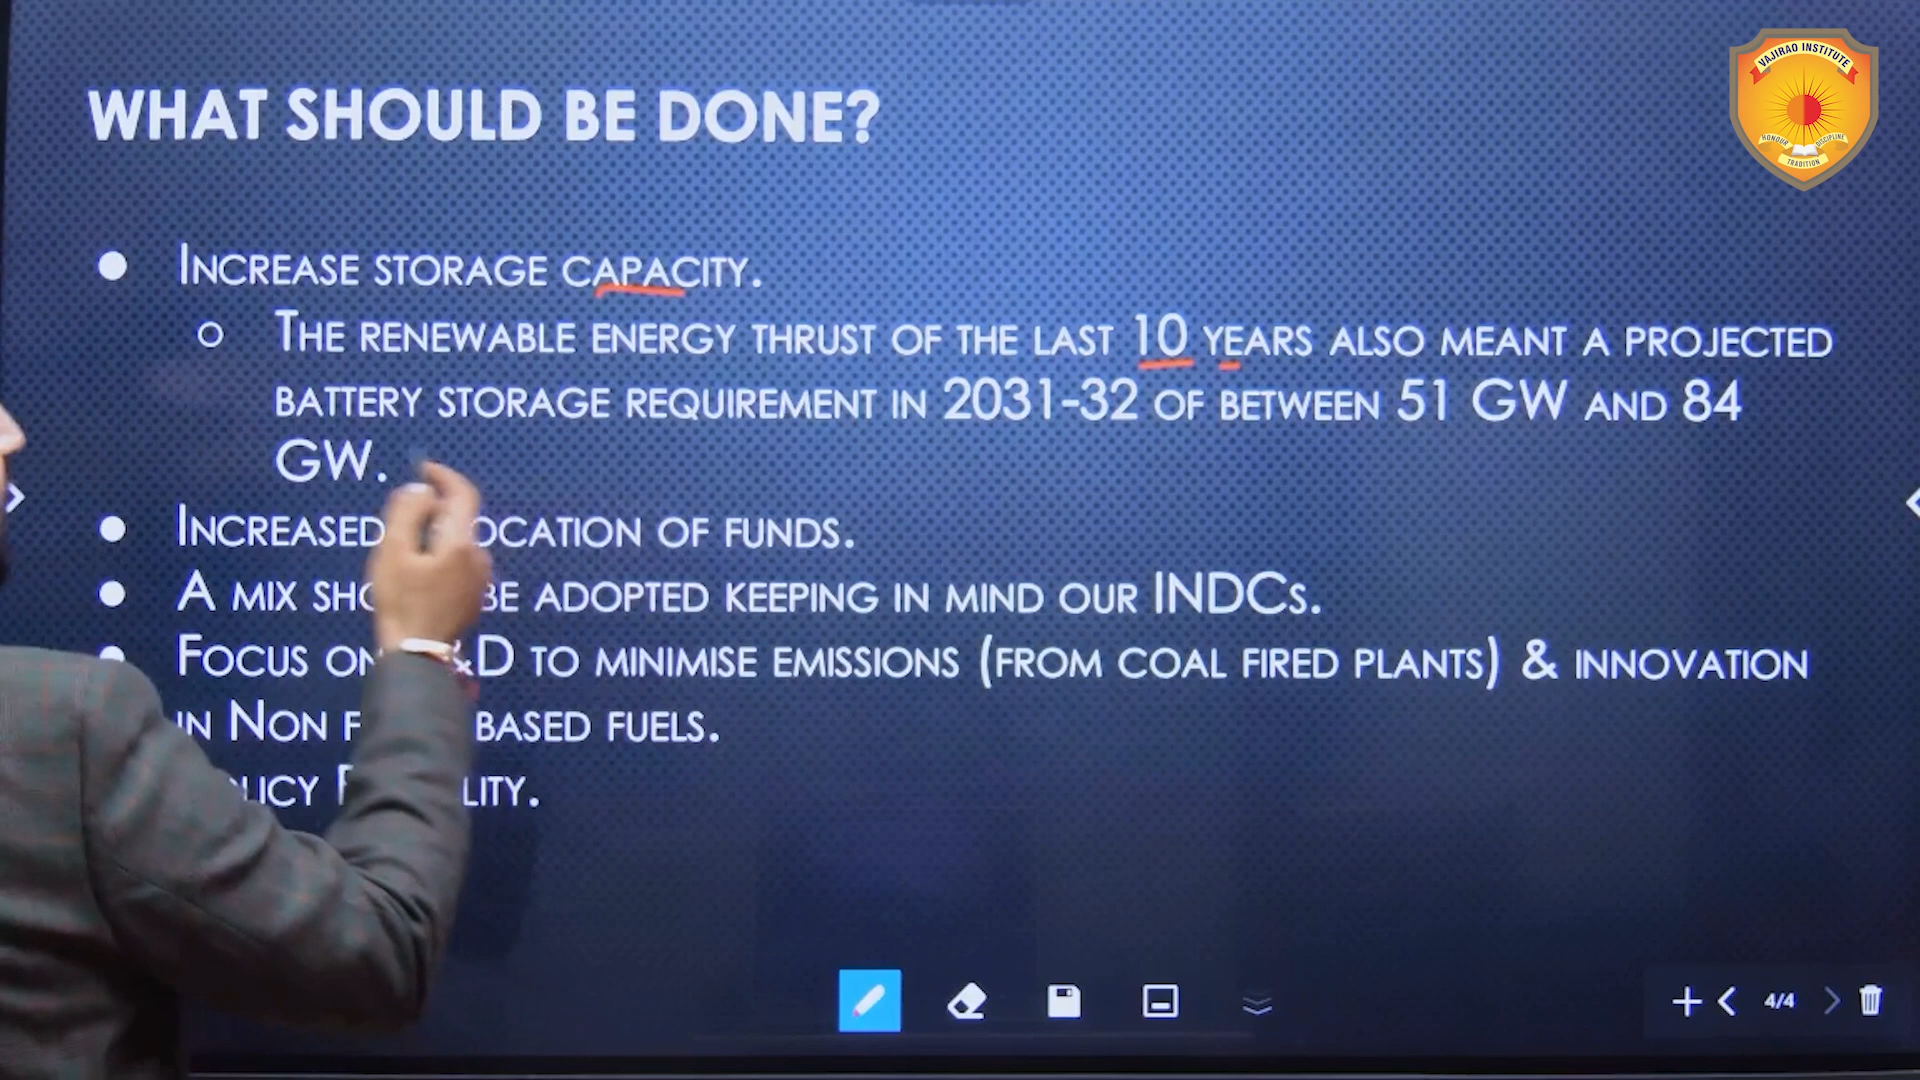 VAJIRAO INSTITUTE
HONOUR DISCIPLINE
TRADITION
WHAT SHOULD BE DONE?
INCREASE STORAGE CAPACITY.
THE RENEWABLE ENERGY THRUST OF THE LAST 10 YEARS ALSO MEANT A PROJECTED
BATTERY STORAGE REQUIREMENT IN 2031-32 OF BETWEEN 51 GW AND 84
GW.
INCREASED OF FUNDS.
A MIX BE ADOPTED KEEPING IN MIND OUR INDCS.
FOCUS ON &D TO MINIMISE EMISSIONS (FROM COAL FIRED PLANTS) & INNOVATION
IN NON BASED FUELS.
4/4